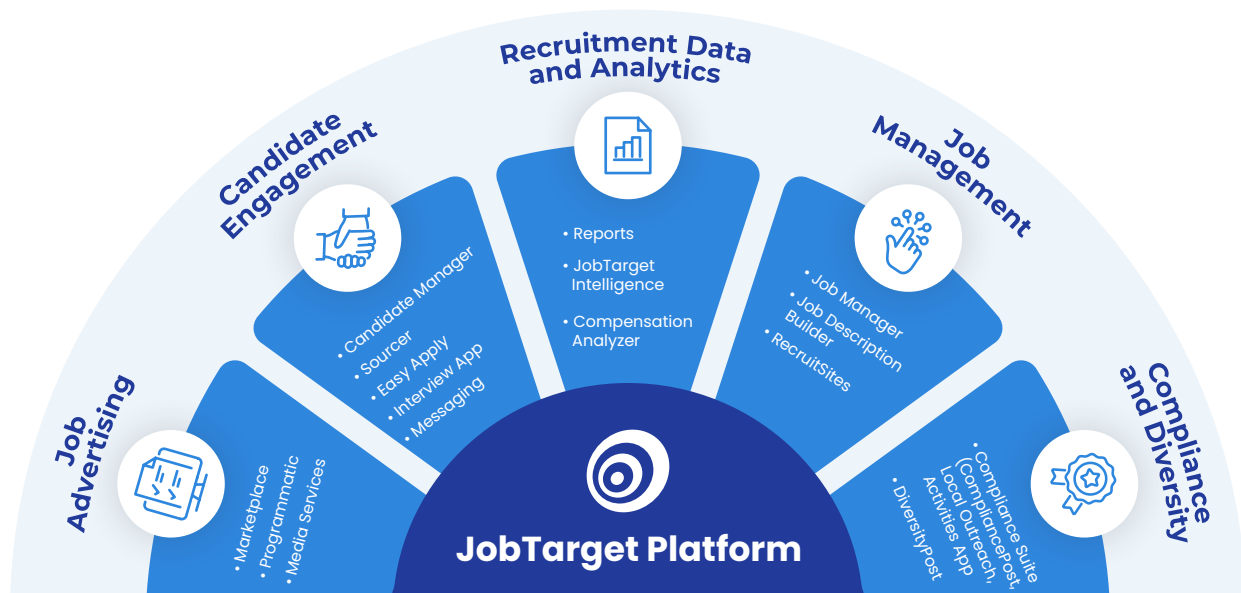 Job
Advertising
• Marketplace
• Programmatic
• Media Services
Candidate
Engagement
• Candidate Manager
• Sourcer
• Easy Apply
• Interview App
• Messaging
Recruitment Data
and Analytics
• Reports
• JobTarget
Intelligence
• Compensation
Analyzer
Job
Management
• Job Manager
• Job Description
Builder
• RecruitSites
Compliance
and Diversity
• Compliance Suite
(CompliancePost,
Local Outreach,
Activities App
• DiversityPost
JobTarget Platform